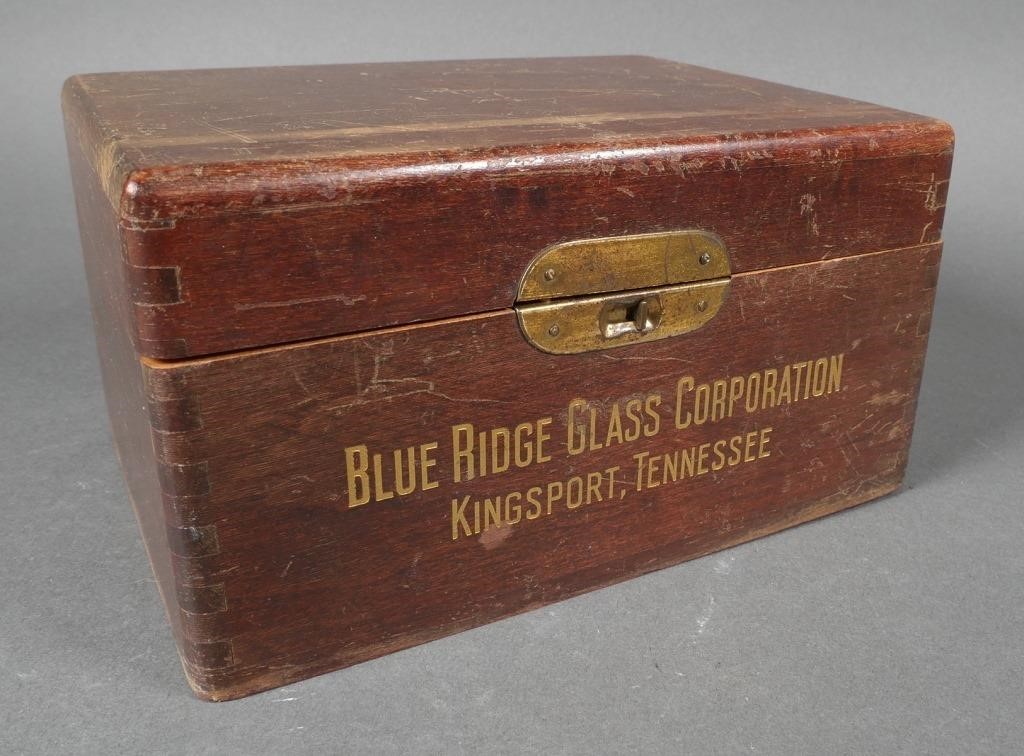 BLUE RIDGE GLASS CORPORATION
KINGSPORT, TENNESSEE